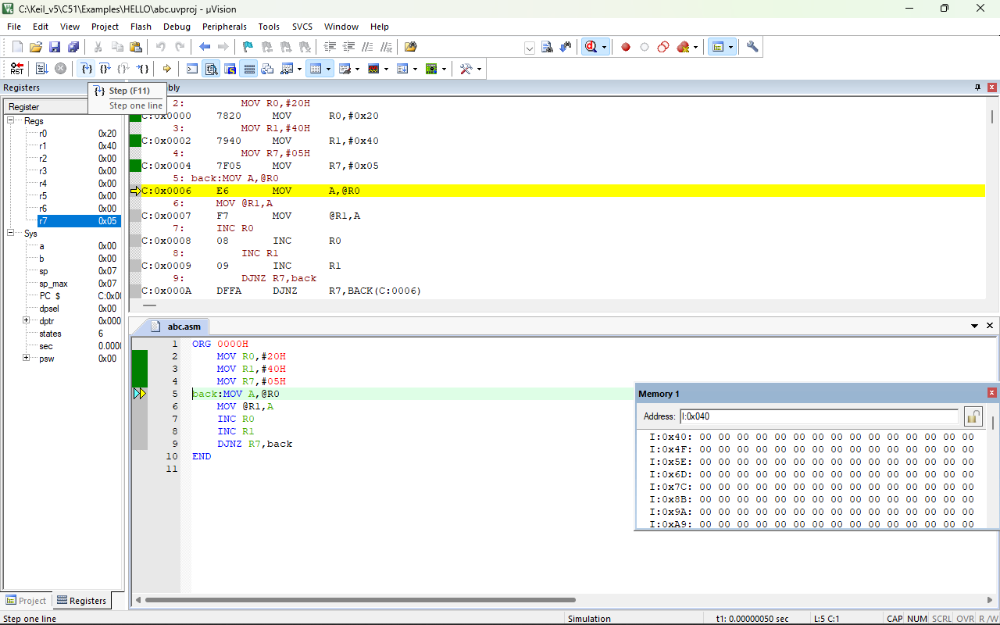 C:\Keil_v5\C51\Examples\HELLO\abc.uvproj - µVision
File Edit View Project Flash Debug Peripherals Tools SVCS Window Help
RST
Registers
bly
Step (F11)
Step one line
Register
Regs
r0 0x20
r1 0x40
r2 0x00
r3 0x00
r4 0x00
r5 0x00
r6 0x00
r7 0x05
Sys
a 0x00
b 0x00
sp 0x07
sp_max 0x07
PC $ C:0x00
dpsel 0x00
dptr 0x000
states 6
sec 0.0000
psw 0x00
Project Registers
2: MOV R0,#20H
C:0x0000 7820 MOV R0,#0x20
3: MOV R1,#40H
C:0x0002 7940 MOV R1,#0x40
4: MOV R7,#05H
C:0x0004 7F05 MOV R7,#0x05
5: back:MOV A,@R0
C:0x0006 E6 MOV A,@R0
6: MOV @R1,A
C:0x0007 F7 MOV @R1,A
7: INC R0
C:0x0008 08 INC R0
8: INC R1
C:0x0009 09 INC R1
9: DJNZ R7,back
C:0x000A DFFA DJNZ R7,BACK(C:0006)
abc.asm
1 ORG 0000H
2 MOV R0,#20H
3 MOV R1,#40H
4 MOV R7,#05H
5 back:MOV A,@R0
6 MOV @R1,A
7 INC R0
8 INC R1
9 DJNZ R7,back
10 END
11
Memory 1
Address: I:0x040
I:0x40: 00 00 00 00 00 00 00 00 00 00 00 00 00 00 00
I:0x4F: 00 00 00 00 00 00 00 00 00 00 00 00 00 00 00
I:0x5E: 00 00 00 00 00 00 00 00 00 00 00 00 00 00 00
I:0x6D: 00 00 00 00 00 00 00 00 00 00 00 00 00 00 00
I:0x7C: 00 00 00 00 00 00 00 00 00 00 00 00 00 00 00
I:0x8B: 00 00 00 00 00 00 00 00 00 00 00 00 00 00 00
I:0x9A: 00 00 00 00 00 00 00 00 00 00 00 00 00 00 00
I:0xA9: 00 00 00 00 00 00 00 00 00 00 00 00 00 00 00
Step one line Simulation t1: 0.00000050 sec L:5 C:1 CAP NUM SCRL OVR R /W